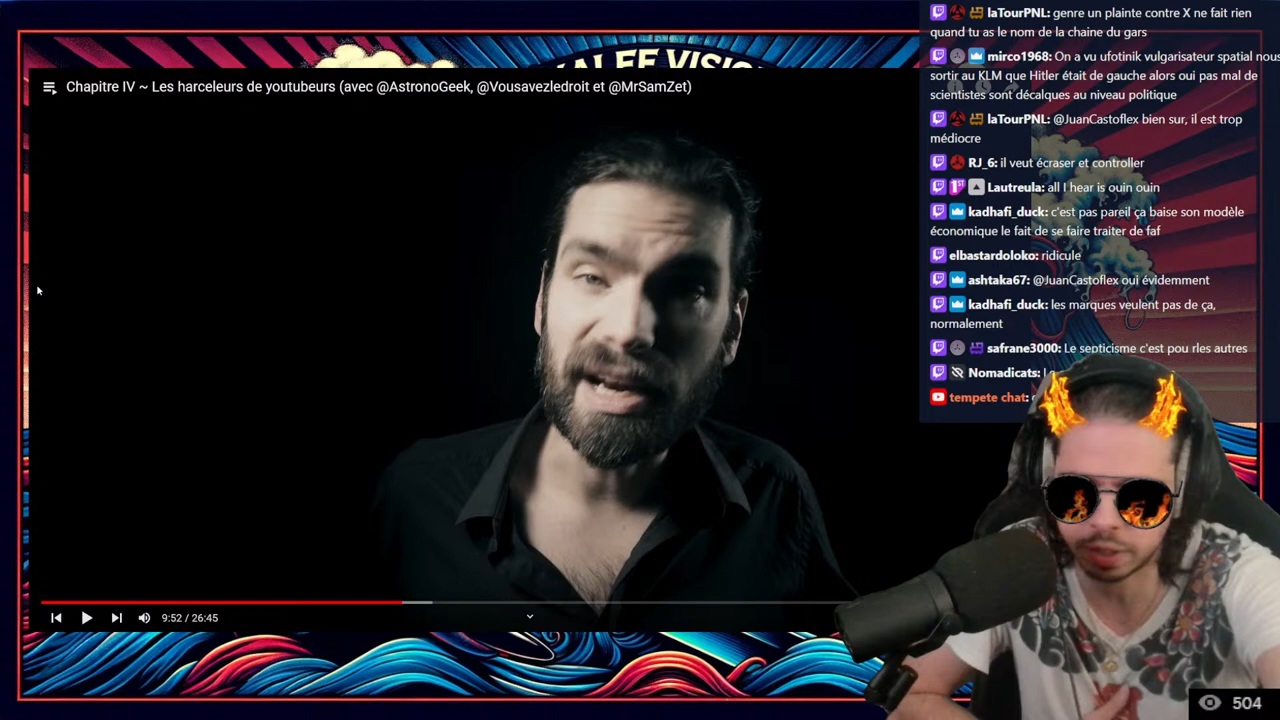 KALEE VISION
Chapitre IV ~ Les harceleurs de youtubeurs (avec @AstronoGeek, @Vousavezledroit et @MrSamZet)
9:52 / 26:45
laTourPNL: genre un plainte contre X ne fait rien
quand tu as le nom de la chaine du gars
mirco1968: On a vu ufotinik vulgarisateur spatial nous
sortir au KLM que Hitler était de gauche alors oui pas mal de
scientistes sont décalques au niveau politique
laTourPNL: @JuanCastoflex bien sur, il est trop
médiocre
RJ_6: il veut écraser et controller
Lautreula: all I hear is ouin ouin
kadhafi_duck: c'est pas pareil ça baise son modèle
économique le fait de se faire traiter de faf
elbastardoloko: ridicule
ashtaka67: @JuanCastoflex oui évidemment
kadhafi_duck: les marques veulent pas de ça,
normalement
safrane3000: Le septicisme c'est pou rles autres
Nomadicats:
tempete chat:
504